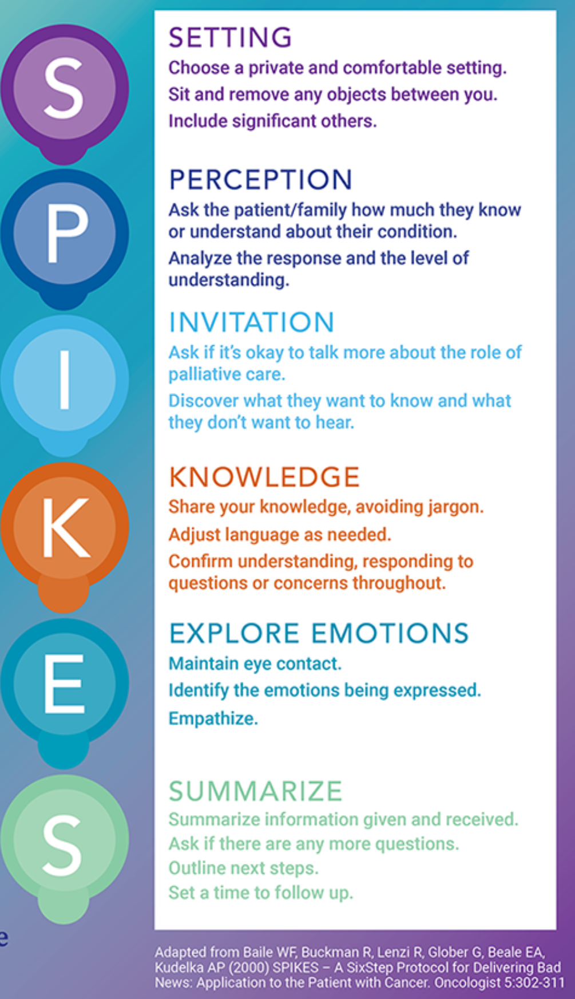 S
SETTING
Choose a private and comfortable setting.
Sit and remove any objects between you.
Include significant others.
P
PERCEPTION
Ask the patient/family how much they know
or understand about their condition.
Analyze the response and the level of
understanding.
I
INVITATION
Ask if it's okay to talk more about the role of
palliative care.
Discover what they want to know and what
they don't want to hear.
K
KNOWLEDGE
Share your knowledge, avoiding jargon.
Adjust language as needed.
Confirm understanding, responding to
questions or concerns throughout.
E
EXPLORE EMOTIONS
Maintain eye contact.
Identify the emotions being expressed.
Empathize.
S
SUMMARIZE
Summarize information given and received.
Ask if there are any more questions.
Outline next steps.
Set a time to follow up.
e
Adapted from Baile WF, Buckman R, Lenzi R, Glober G, Beale EA,
Kudelka AP (2000) SPIKES – A SixStep Protocol for Delivering Bad
News: Application to the Patient with Cancer. Oncologist 5:302-311